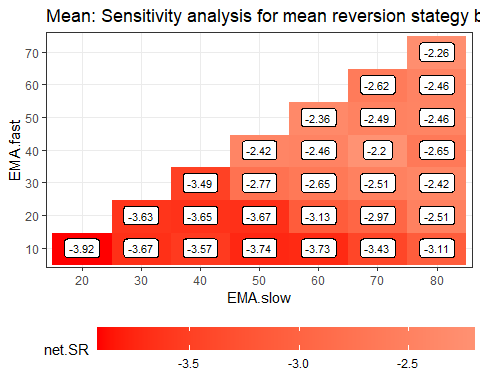 Mean: Sensitivity analysis for mean reversion stategy b
70
-2.26
60
-2.62 -2.46
50
-2.36 -2.49 -2.46
40
-2.42 -2.46 -2.2 -2.65
30
-3.49 -2.77 -2.65 -2.51 -2.42
20
-3.63 -3.65 -3.67 -3.13 -2.97 -2.51
10
-3.92 -3.67 -3.57 -3.74 -3.73 -3.43 -3.11
EMA.fast
20 30 40 50 60 70 80
EMA.slow
net.SR
-3.5 -3.0 -2.5